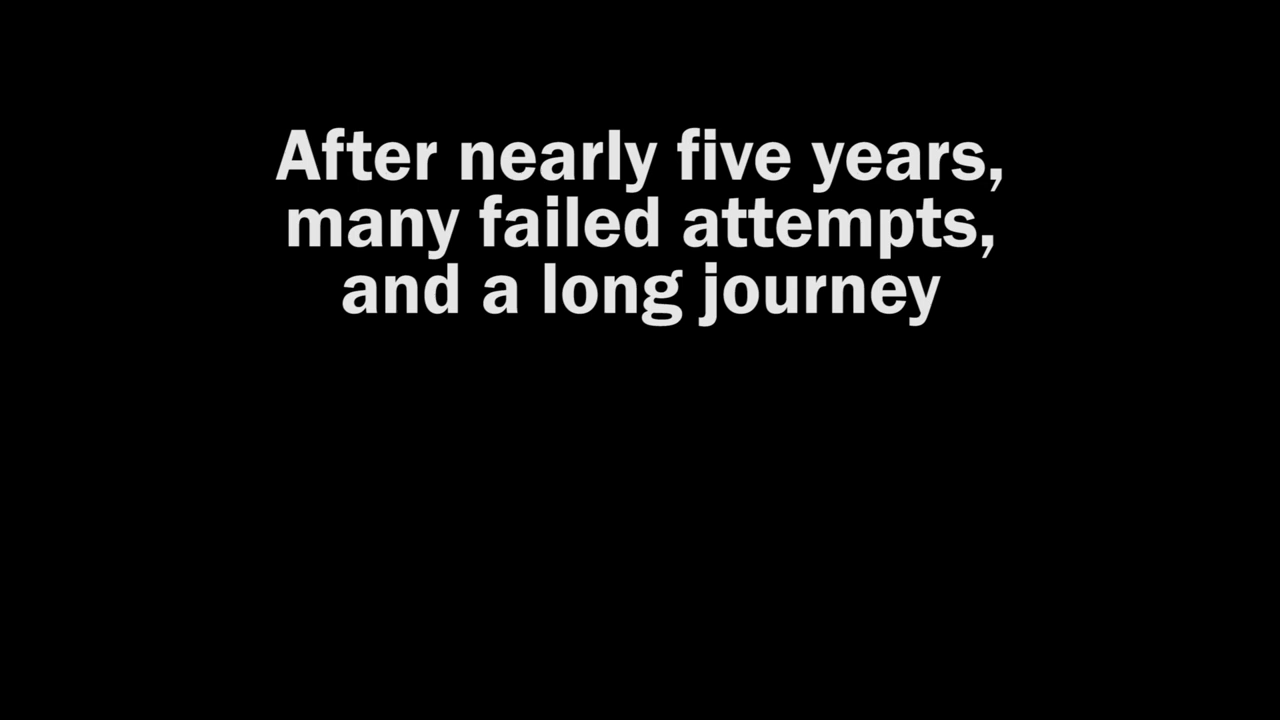 After nearly five years,
many failed attempts,
and a long journey